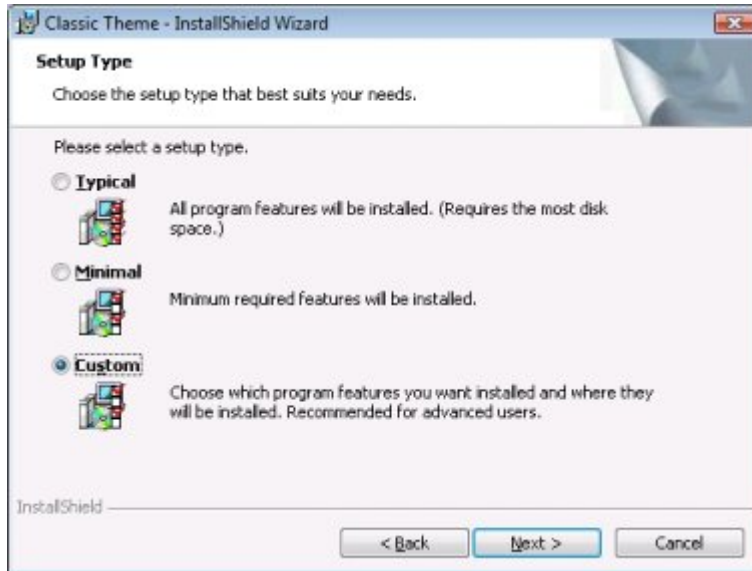 Classic Theme - InstallShield Wizard
Setup Type
Choose the setup type that best suits your needs.
Please select a setup type.
Typical
All program features will be installed. (Requires the most disk
space.)
Minimal
Minimum required features will be installed.
Custom
Choose which program features you want installed and where they
will be installed. Recommended for advanced users.
InstallShield
< Back
Next >
Cancel